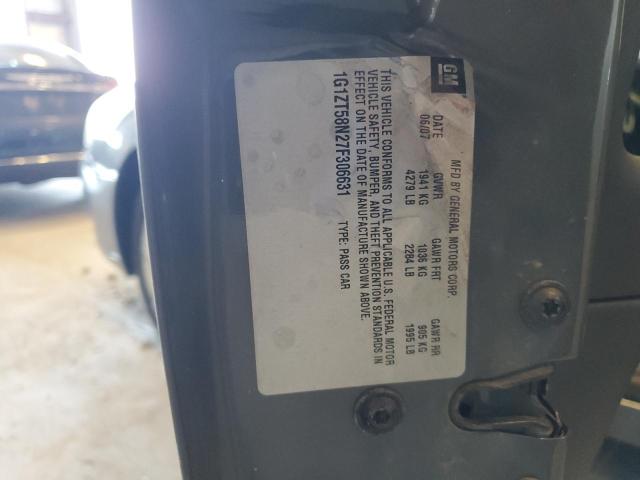 GM
MFD BY GENERAL MOTORS CORP.
DATE GVWR GAWR FRT GAWR RR
06/07 1941 KG 1036 KG 905 KG
4279 LB 2284 LB 1995 LB
THIS VEHICLE CONFORMS TO ALL APPLICABLE U.S. FEDERAL MOTOR
VEHICLE SAFETY, BUMPER, AND THEFT PREVENTION STANDARDS IN
EFFECT ON THE DATE OF MANUFACTURE SHOWN ABOVE.
1G1ZT58N27F306631 TYPE: PASS CAR